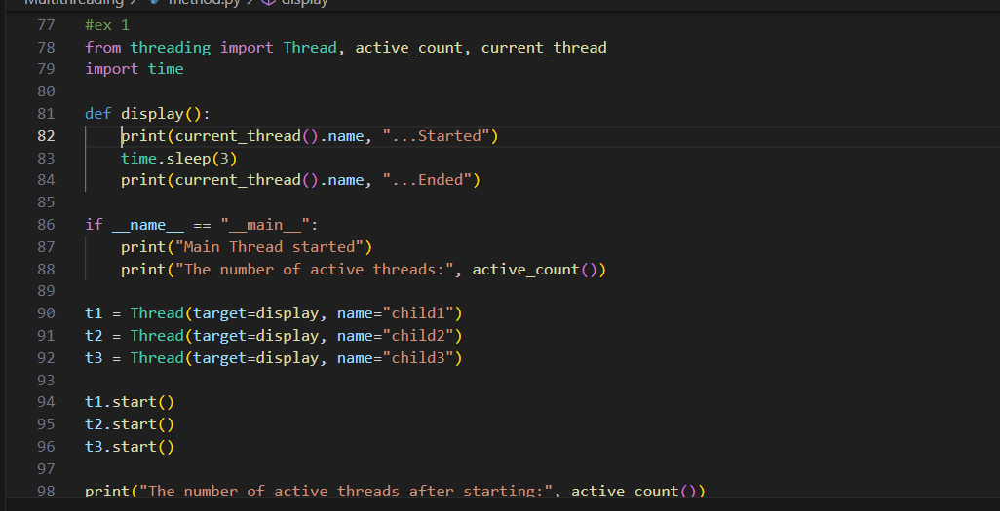 Multithreading > method.py > display
77 #ex 1
78 from threading import Thread, active_count, current_thread
79 import time
80
81 def display():
82     print(current_thread().name, "...Started")
83     time.sleep(3)
84     print(current_thread().name, "...Ended")
85
86 if __name__ == "__main__":
87     print("Main Thread started")
88     print("The number of active threads:", active_count())
89
90 t1 = Thread(target=display, name="child1")
91 t2 = Thread(target=display, name="child2")
92 t3 = Thread(target=display, name="child3")
93
94 t1.start()
95 t2.start()
96 t3.start()
97
98 print("The number of active threads after starting:", active_count())